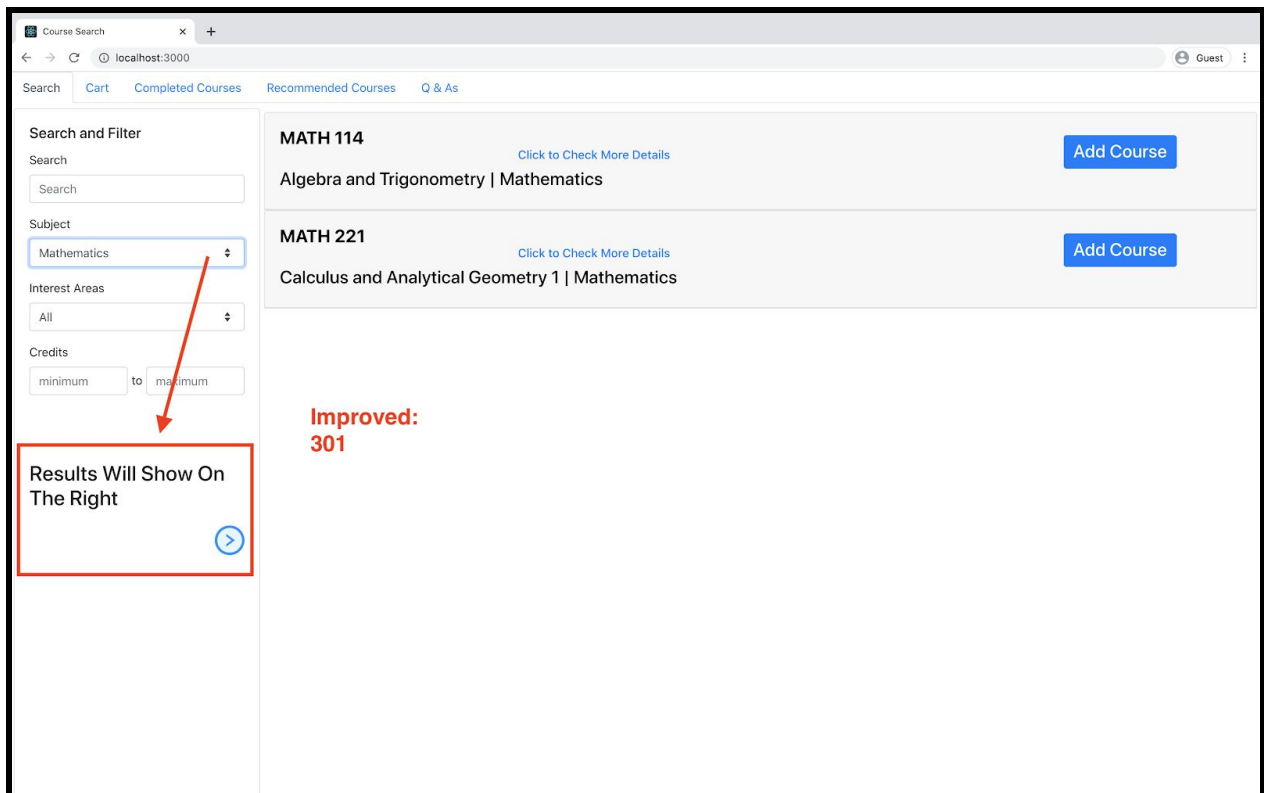 Course Search
localhost:3000
Guest
Search Cart Completed Courses Recommended Courses Q & As
Search and Filter
Search
Search
Subject
Mathematics
Interest Areas
All
Credits
minimum to maximum
Results Will Show On
The Right
MATH 114
Click to Check More Details
Add Course
Algebra and Trigonometry | Mathematics
MATH 221
Click to Check More Details
Add Course
Calculus and Analytical Geometry 1 | Mathematics
Improved:
301